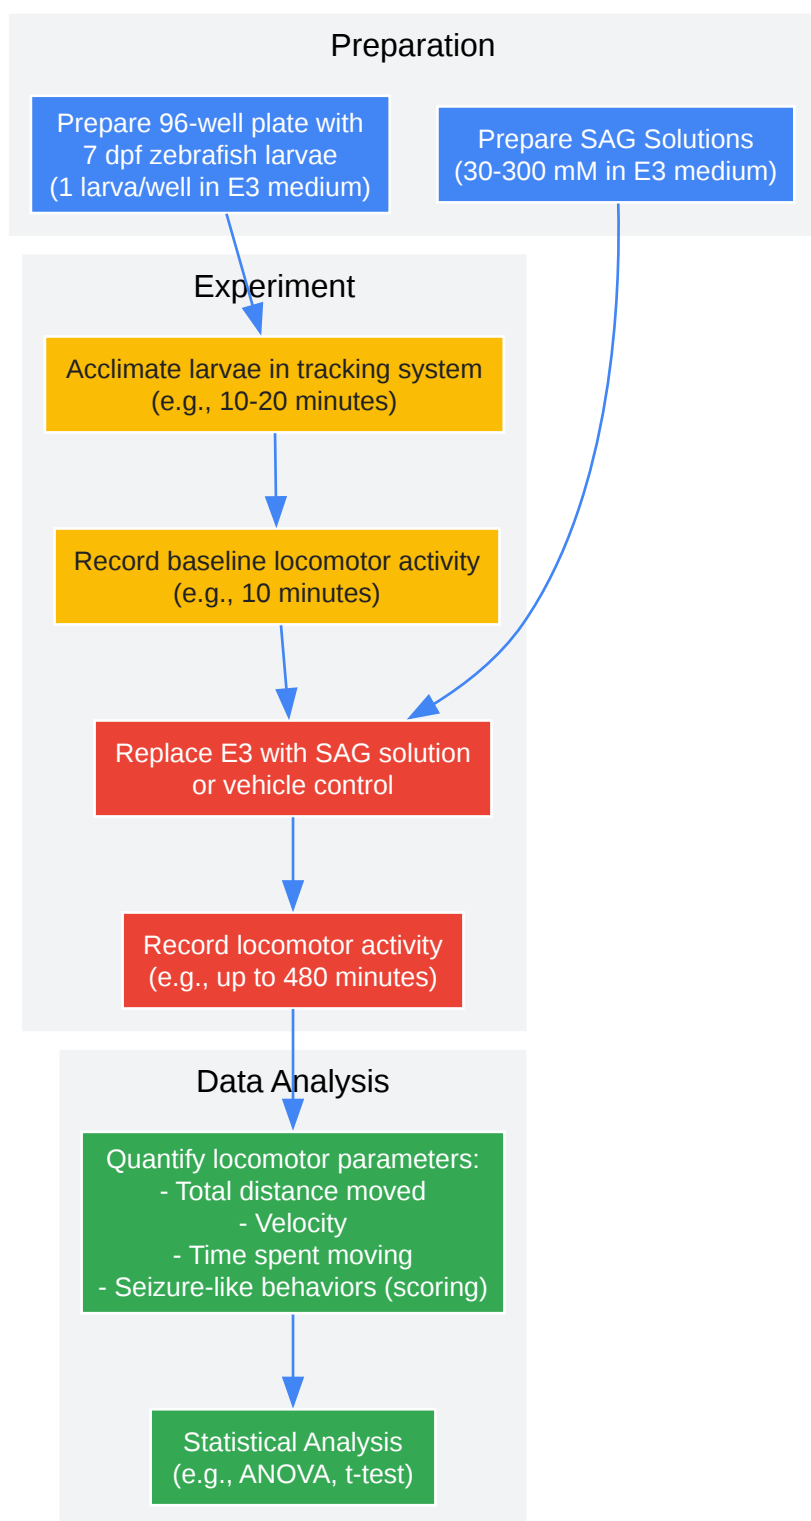 Preparation
Prepare 96-well plate with
7 dpf zebrafish larvae
(1 larva/well in E3 medium)
Prepare SAG Solutions
(30-300 mM in E3 medium)
Experiment
Acclimate larvae in tracking system
(e.g., 10-20 minutes)
Record baseline locomotor activity
(e.g., 10 minutes)
Replace E3 with SAG solution
or vehicle control
Record locomotor activity
(e.g., up to 480 minutes)
Data Analysis
Quantify locomotor parameters:
- Total distance moved
- Velocity
- Time spent moving
- Seizure-like behaviors (scoring)
Statistical Analysis
(e.g., ANOVA, t-test)